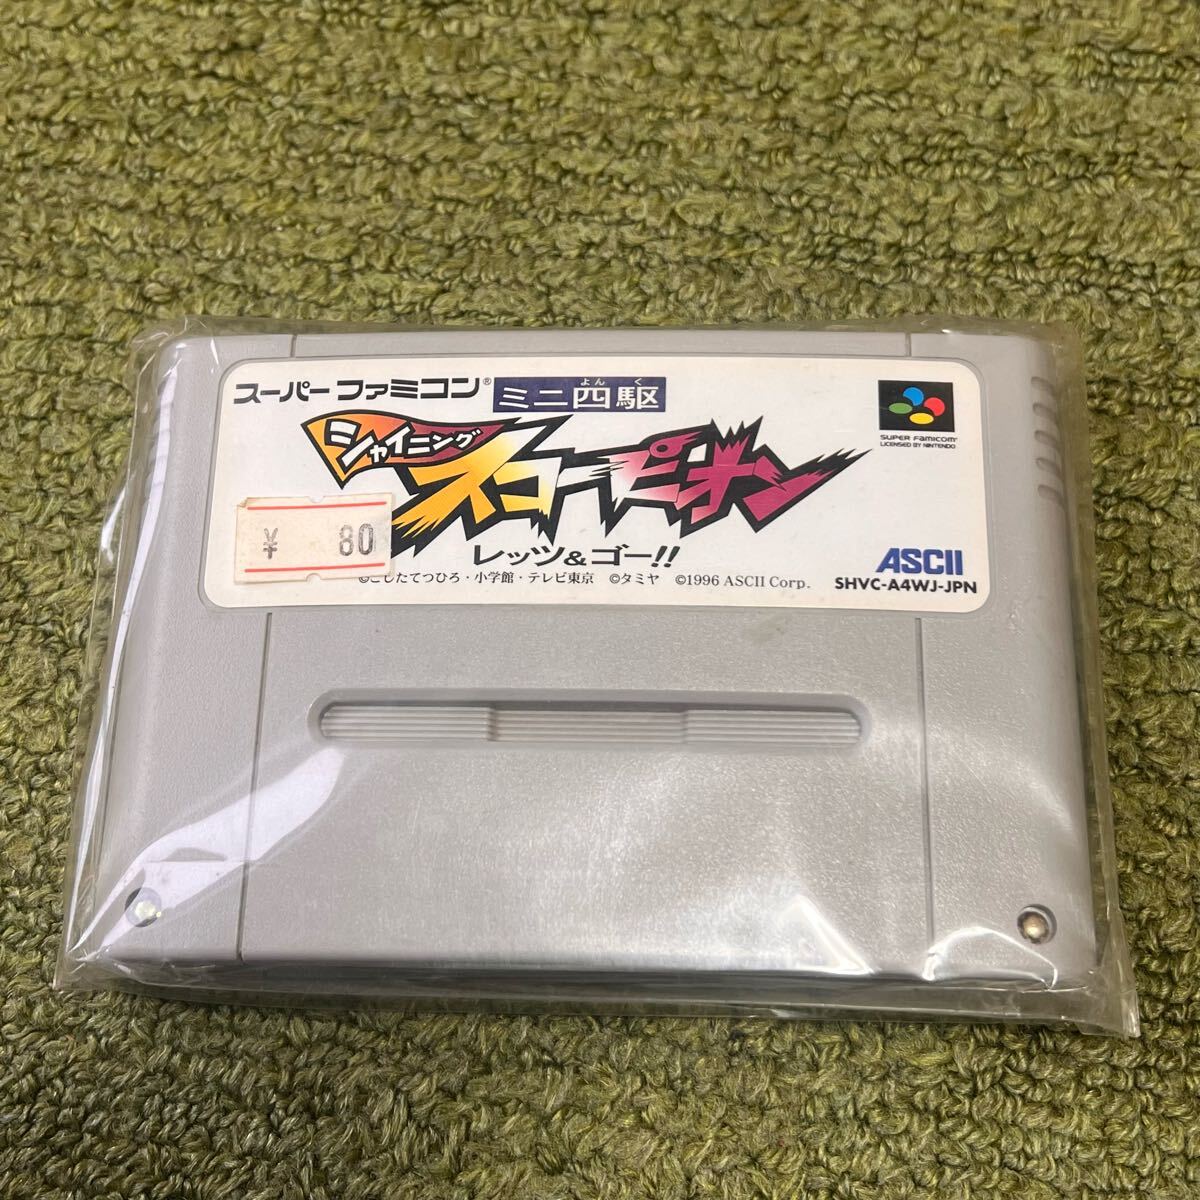 スーパーファミコン®
ミニ四駆
よんく
シャイニング
スコーピオン
レッツ&ゴー!!
SUPER FAMICOM
LICENSED BY NINTENDO
¥ 80
©こしたてつひろ・小学館・テレビ東京 ©タミヤ ©1996 ASCII Corp.
ASCII
SHVC-A4WJ-JPN